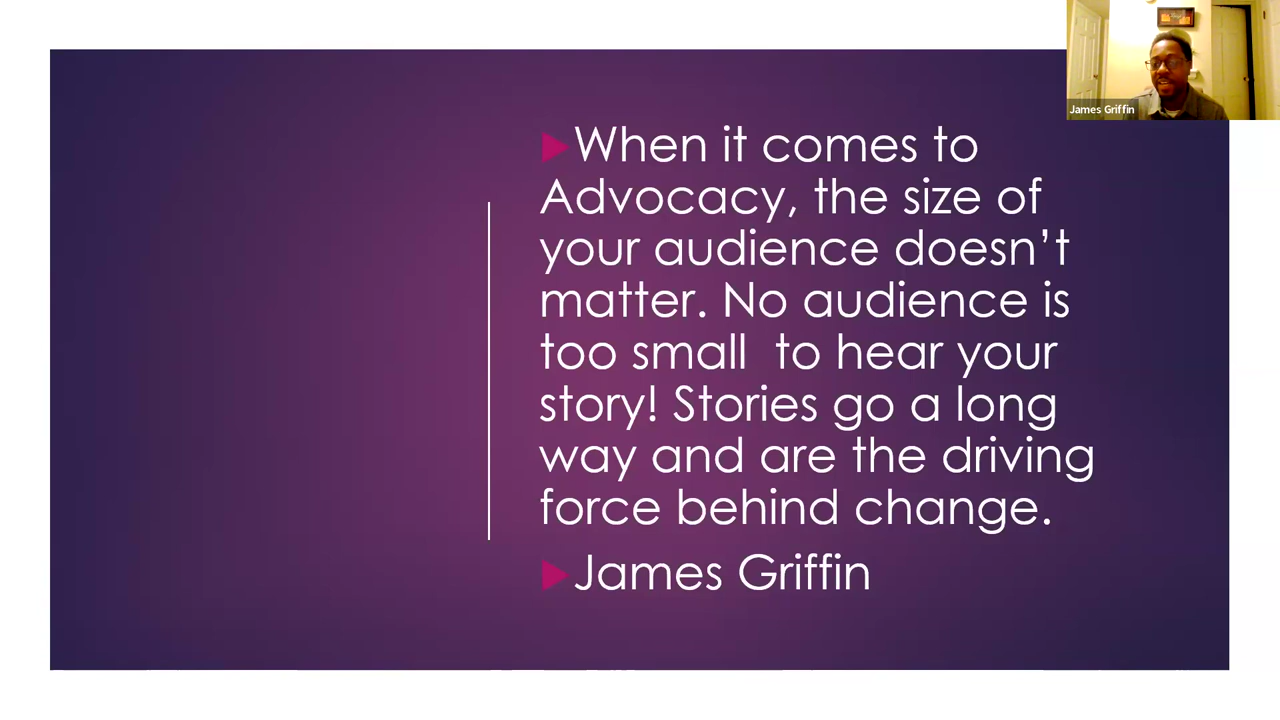 James Griffin
When it comes to
Advocacy, the size of
your audience doesn’t
matter. No audience is
too small  to hear your
story! Stories go a long
way and are the driving
force behind change.
James Griffin